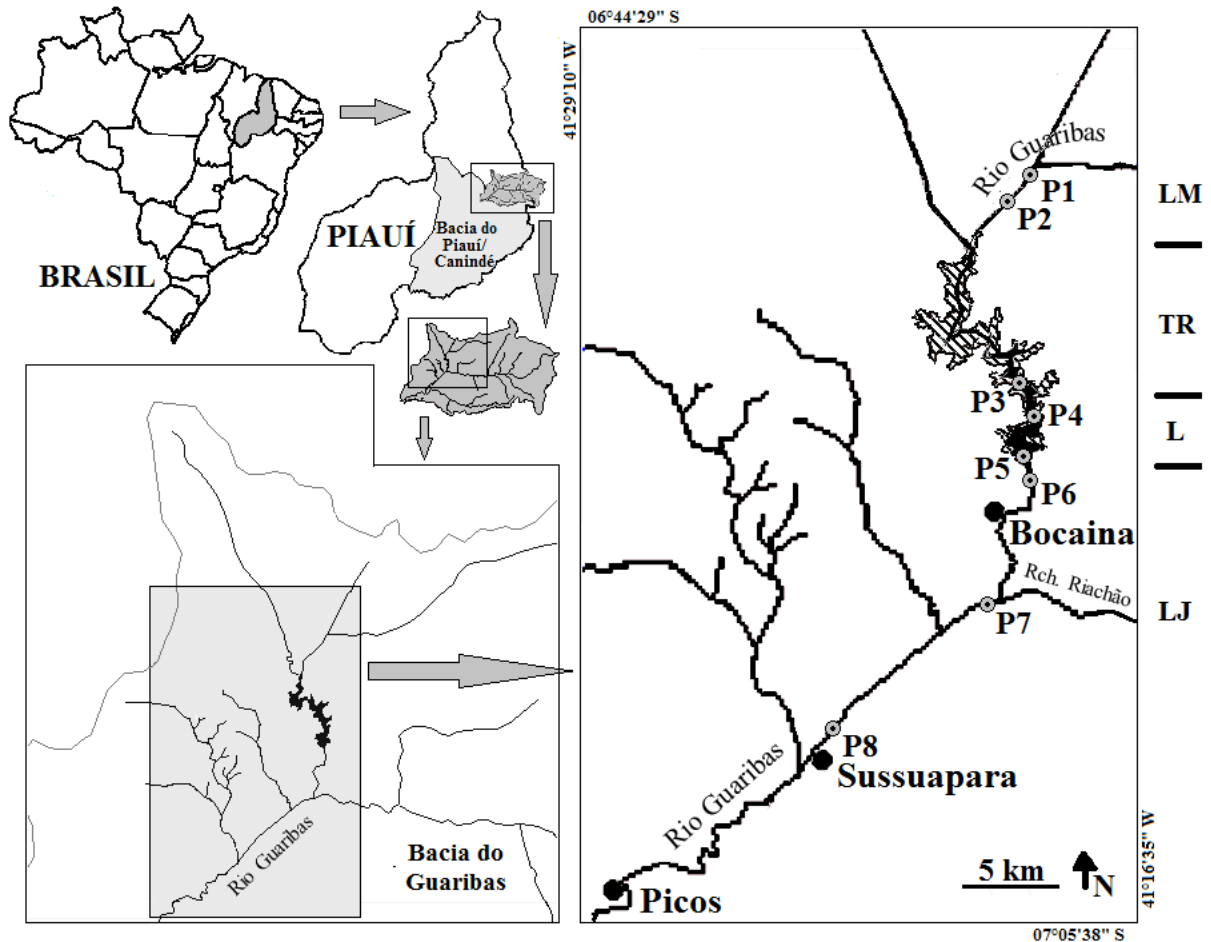 BRASIL
PIAUÍ
Bacia do
Piauí/
Canindé
Rio Guaribas
Bacia do
Guaribas
06°44'29" S
41°29'10" W
Rio Guaribas
P1
P2
P3
P4
P5
P6
Bocaina
Rch. Riachão
P7
P8
Sussuapara
Rio Guaribas
Picos
5 km
N
LM
TR
L
LJ
41°16'35" W
07°05'38" S